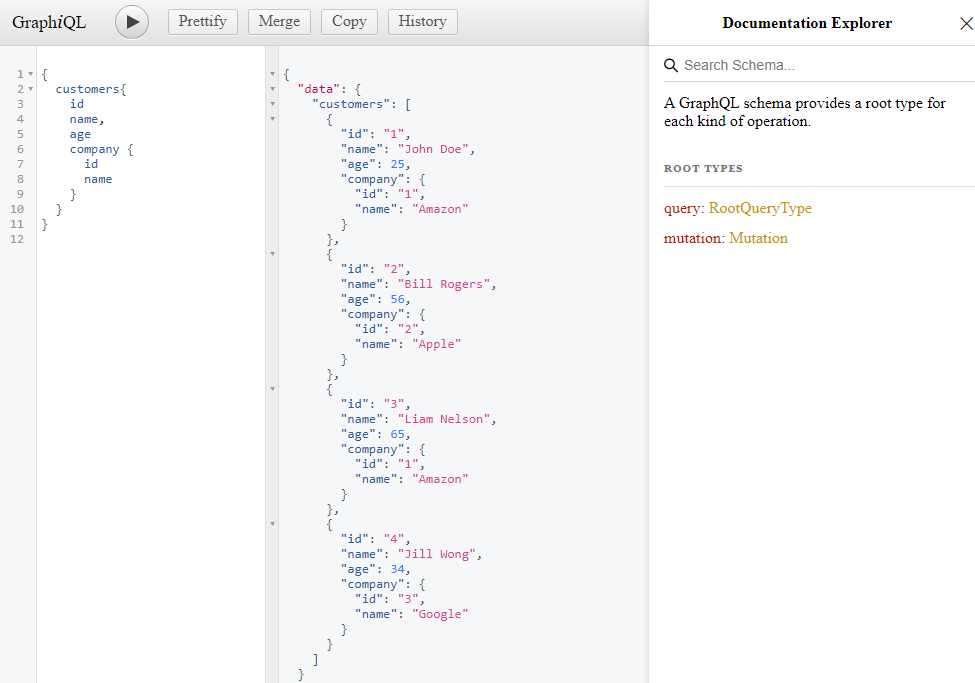 GraphiQL Prettify Merge Copy History
1 {
2 customers{
3 id
4 name,
5 age
6 company {
7 id
8 name
9 }
10 }
11 }
12
{
"data": {
"customers": [
{
"id": "1",
"name": "John Doe",
"age": 25,
"company": {
"id": "1",
"name": "Amazon"
}
},
{
"id": "2",
"name": "Bill Rogers",
"age": 56,
"company": {
"id": "2",
"name": "Apple"
}
},
{
"id": "3",
"name": "Liam Nelson",
"age": 65,
"company": {
"id": "1",
"name": "Amazon"
}
},
{
"id": "4",
"name": "Jill Wong",
"age": 34,
"company": {
"id": "3",
"name": "Google"
}
}
]
}
Documentation Explorer
Search Schema...
A GraphQL schema provides a root type for
each kind of operation.
ROOT TYPES
query: RootQueryType
mutation: Mutation